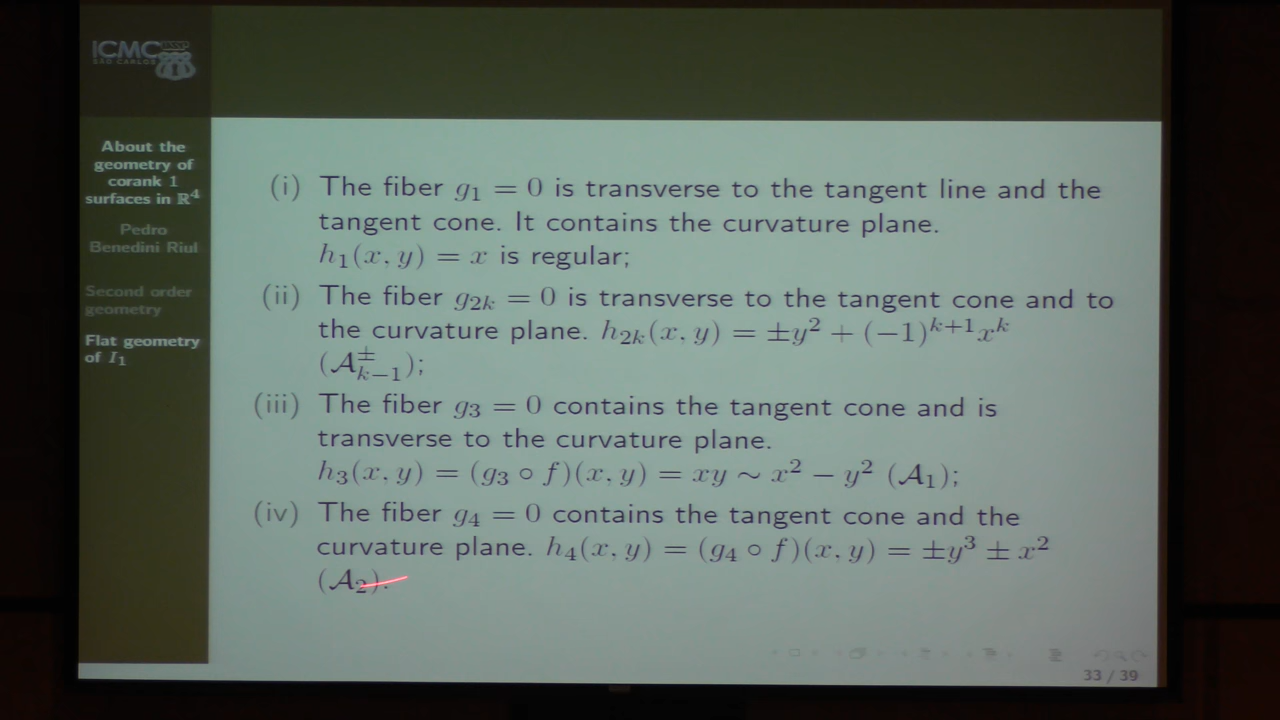 ICMC
SÃO CARLOS
About the
geometry of
corank 1
surfaces in ℝ⁴
Pedro
Benedini Riul
Second order
geometry
Flat geometry
of I₁
(i) The fiber g₁ = 0 is transverse to the tangent line and the
tangent cone. It contains the curvature plane.
h₁(x, y) = x is regular;
(ii) The fiber g₂ₖ = 0 is transverse to the tangent cone and to
the curvature plane. h₂ₖ(x, y) = ±y² + (−1)ᵏ⁺¹xᵏ
(𝒜^±_{k−1});
(iii) The fiber g₃ = 0 contains the tangent cone and is
transverse to the curvature plane.
h₃(x, y) = (g₃ ∘ f)(x, y) = xy ∼ x² − y² (𝒜₁);
(iv) The fiber g₄ = 0 contains the tangent cone and the
curvature plane. h₄(x, y) = (g₄ ∘ f)(x, y) = ±y³ ± x²
(𝒜₂).
33 / 39